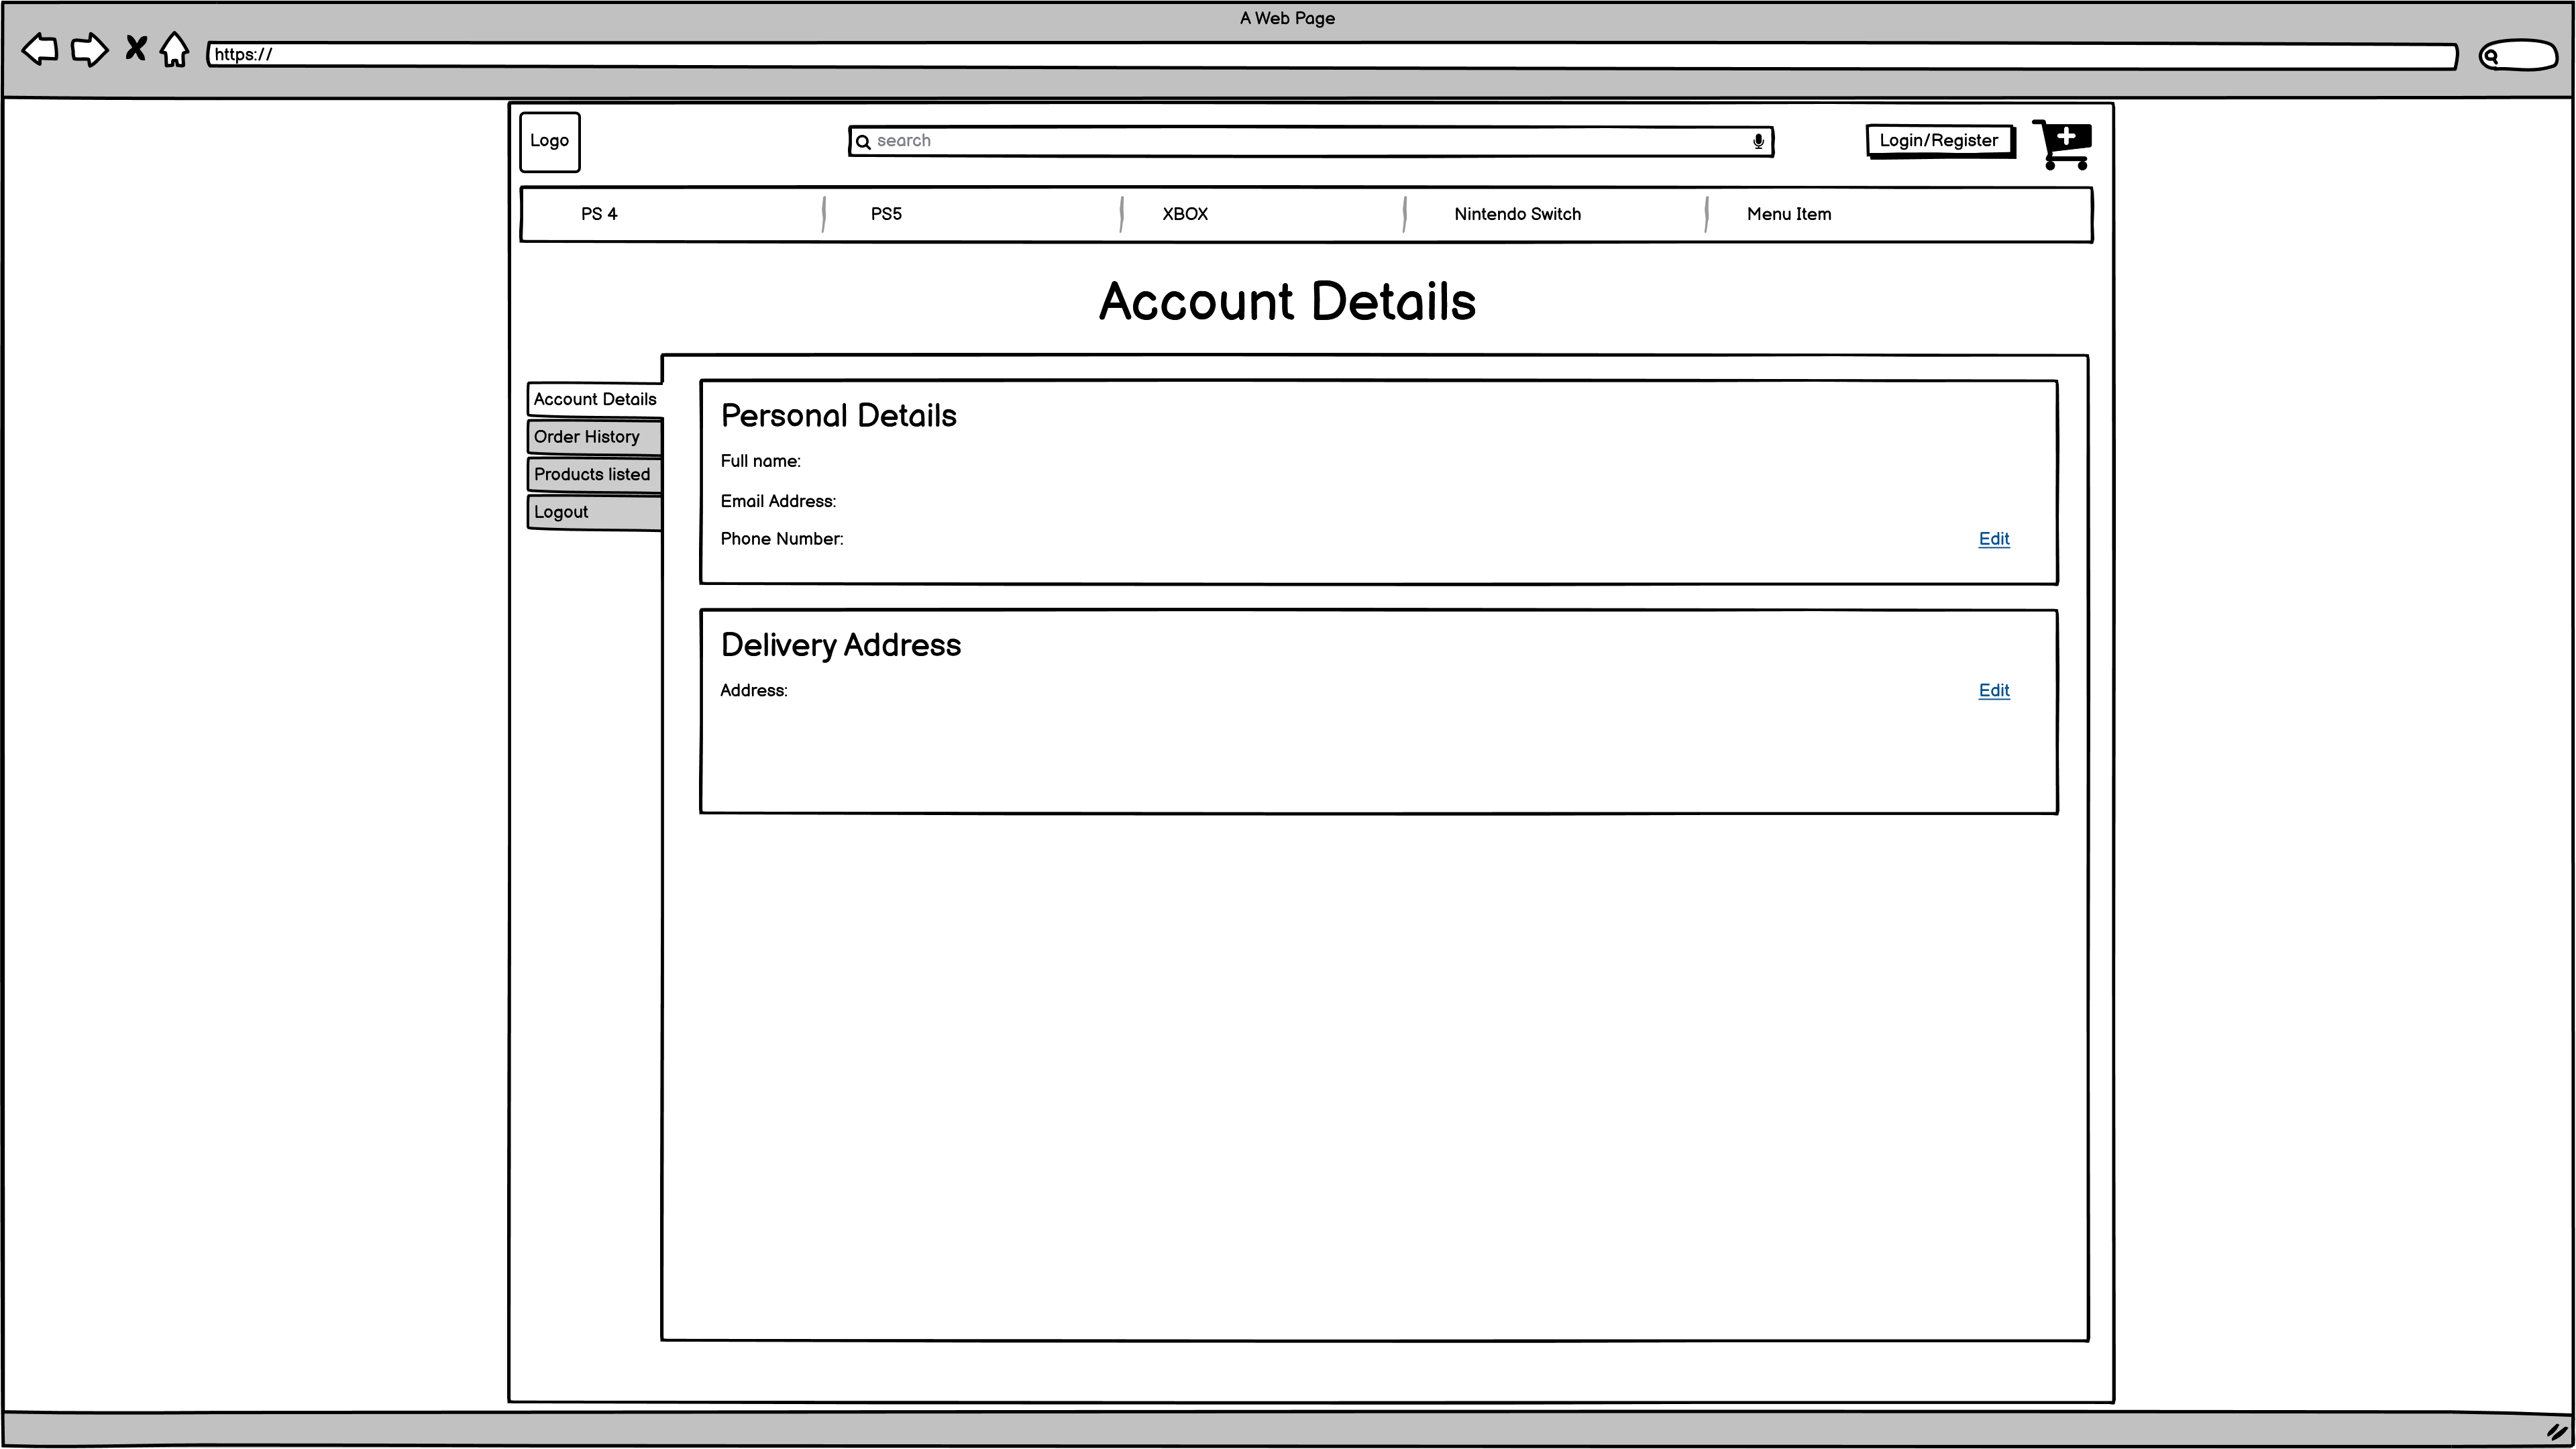 A Web Page
https://
Logo
search
Login/Register
PS 4
PS5
XBOX
Nintendo Switch
Menu Item
Account Details
Account Details
Order History
Products listed
Logout
Personal Details
Full name:
Email Address:
Phone Number:
Edit
Delivery Address
Address:
Edit